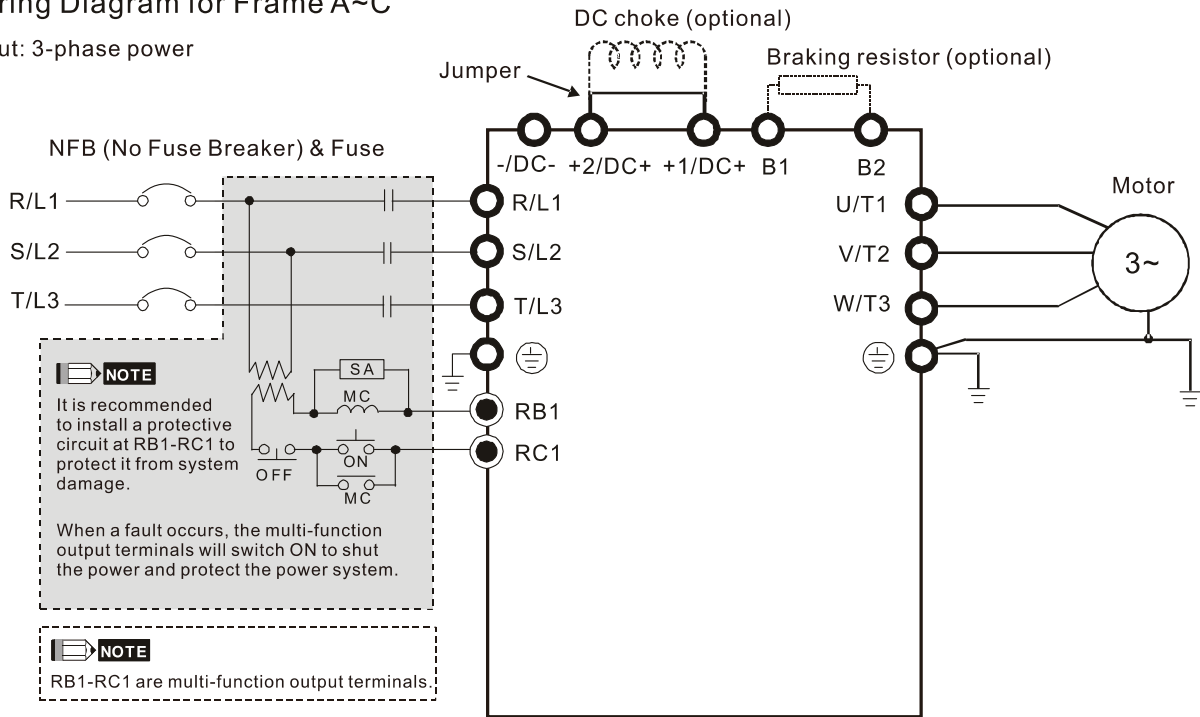 ring Diagram for Frame A~C
ut: 3-phase power
DC choke (optional)
Jumper
Braking resistor (optional)
NFB (No Fuse Breaker) & Fuse
-/DC-
+2/DC+
+1/DC+
B1
B2
Motor
R/L1
R/L1
U/T1
S/L2
S/L2
V/T2
3~
T/L3
T/L3
W/T3
NOTE
It is recommended
to install a protective
circuit at RB1-RC1 to
protect it from system
damage.
SA
MC
RB1
OFF
ON
MC
RC1
When a fault occurs, the multi-function
output terminals will switch ON to shut
the power and protect the power system.
NOTE
RB1-RC1 are multi-function output terminals.